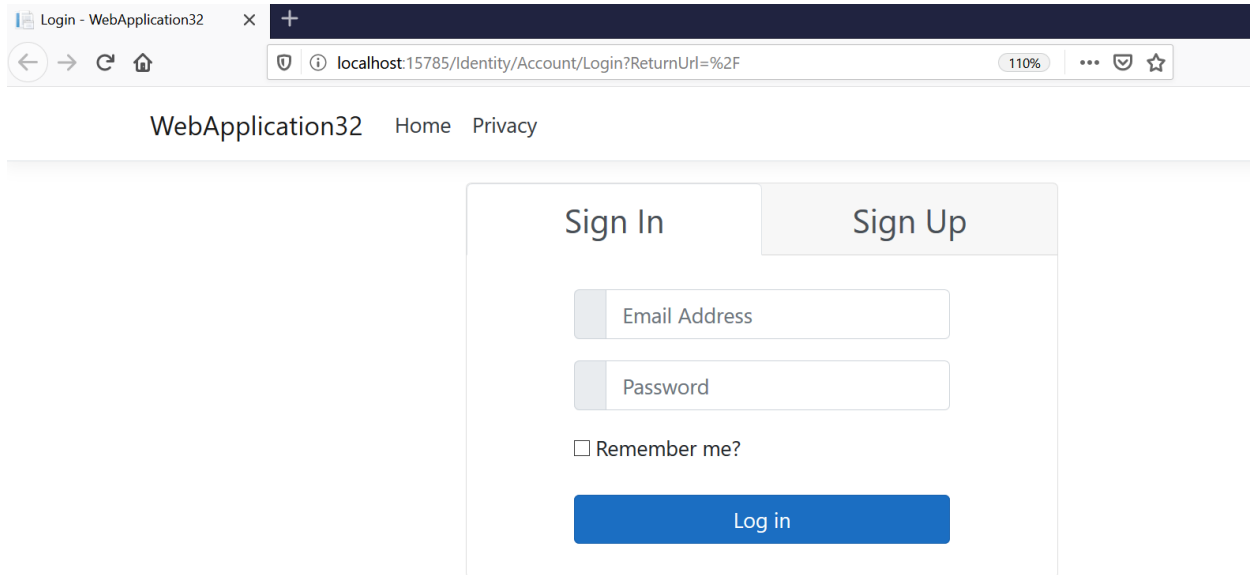 Login - WebApplication32
localhost:15785/Identity/Account/Login?ReturnUrl=%2F 110%
WebApplication32 Home Privacy
Sign In Sign Up
Email Address
Password
Remember me?
Log in